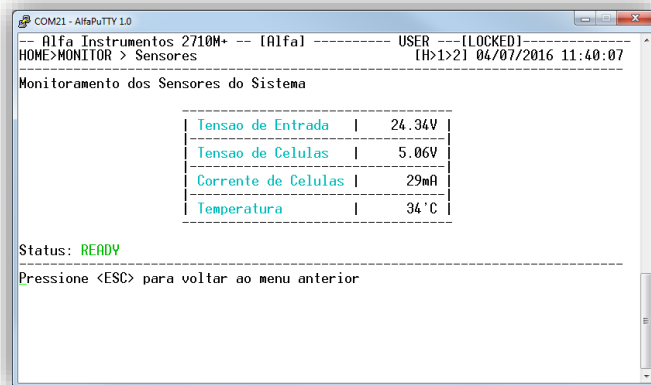 COM21 - AlfaPuTTY 1.0
-- Alfa Instrumentos 2710M+ -- [Alfa] ------- USER ---[LOCKED]------------
HOME>MONITOR > Sensores [H>1>2] 04/07/2016 11:40:07
Monitoramento dos Sensores do Sistema
| Tensao de Entrada | 24.34V |
| Tensao de Celulas | 5.06V |
| Corrente de Celulas | 29mA |
| Temperatura | 34'C |
Status: READY
Pressione <ESC> para voltar ao menu anterior